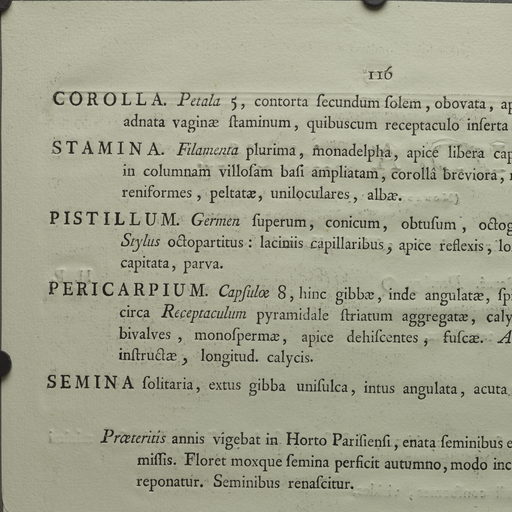 116
COROLLA. Petala 5, contorta ſecundum ſolem, obovata,
adnata vaginæ ſtaminum, quibuscum receptaculo inſerta
STAMINA. Filamenta plurima, monadelpha, apice libera
in columnam villoſam baſi ampliatam, corollâ breviora,
reniformes, peltatæ, uniloculares, albæ.
PISTILLUM. Germen ſuperum, conicum, obtuſum,
Stylus octopartitus: laciniis capillaribus, apice reflexis,
capitata, parva.
PERICARPIUM. Capſulæ 8, hinc gibbæ, inde angulatæ,
circa Receptaculum pyramidale ſtriatum aggregatæ,
bivalves, monoſpermæ, apice dehiſcentes, fuſcæ.
inſtructæ, longitud. calycis.
SEMINA ſolitaria, extus gibba uniſulca, intus angulata, acuta
Præteritis annis vigebat in Horto Pariſienſi, enata ſeminibus
miſſis. Floret moxque ſemina perficit autumno, modo
reponatur. Seminibus renaſcitur.